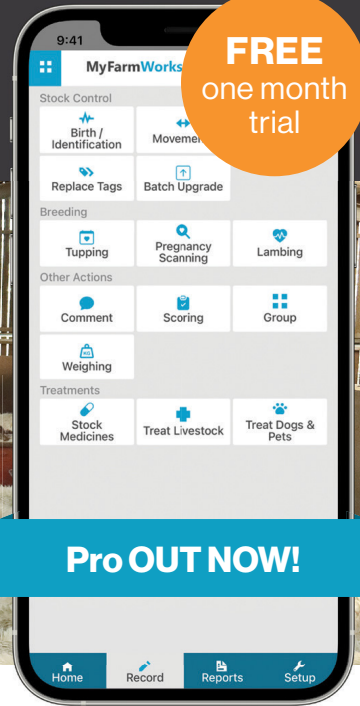 9:41
FREE
one month
trial
MyFarmWorks
Stock Control
Birth /
Identification
Replace Tags
Batch Upgrade
Breeding
Tupping
Pregnancy
Scanning
Lambing
Other Actions
Comment
Scoring
Group
KG
Weighing
Treatments
Stock
Medicines
Treat Livestock
Treat Dogs &
Pets
Pro OUT NOW!
Home
Record
Reports
Setup